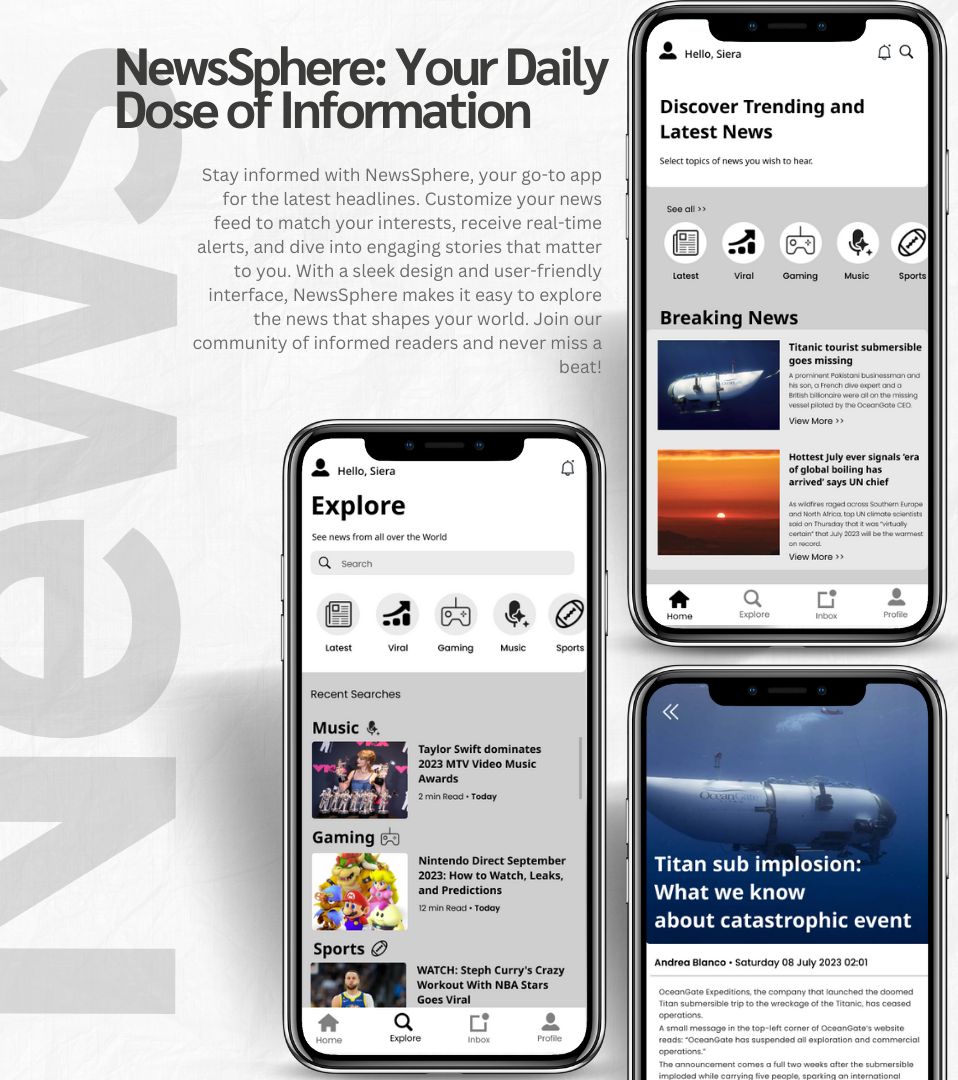 News
NewsSphere: Your Daily
Dose of Information
Stay informed with NewsSphere, your go-to app
for the latest headlines. Customize your news
feed to match your interests, receive real-time
alerts, and dive into engaging stories that matter
to you. With a sleek design and user-friendly
interface, NewsSphere makes it easy to explore
the news that shapes your world. Join our
community of informed readers and never miss a
beat!
Hello, Siera
Discover Trending and
Latest News
Select topics of news you wish to hear.
See all >>
Latest Viral Gaming Music Sports
Breaking News
Titanic tourist submersible
goes missing
A prominent Pakistani businessman and
his son, a French dive expert and a
British billionaire were all on the missing
vessel piloted by the OceanGate CEO.
View More >>
Hottest July ever signals ‘era
of global boiling has
arrived’ says UN chief
As wildfires raged across Southern Europe
and North Africa, top UN climate scientists
said on Thursday that it was “virtually
certain” that July 2023 will be the warmest
on record.
View More >>
Home Explore Inbox Profile
Hello, Siera
Explore
See news from all over the World
Search
Latest Viral Gaming Music Sports
Recent Searches
Music
Taylor Swift dominates
2023 MTV Video Music
Awards
2 min Read • Today
Gaming
Nintendo Direct September
2023: How to Watch, Leaks,
and Predictions
12 min Read • Today
Sports
WATCH: Steph Curry's Crazy
Workout With NBA Stars
Goes Viral
Home Explore Inbox Profile
OceanGate
Titan sub implosion:
What we know
about catastrophic event
Andrea Blanco • Saturday 08 July 2023 02:01
OceanGate Expeditions, the company that launched the doomed
Titan submersible trip to the wreckage of the Titanic, has ceased
operations.
A small message in the top-left corner of OceanGate’s website
reads: “OceanGate has suspended all exploration and commercial
operations.”
The announcement comes a full two weeks after the submersible
imploded while carrying five people, sparking an international